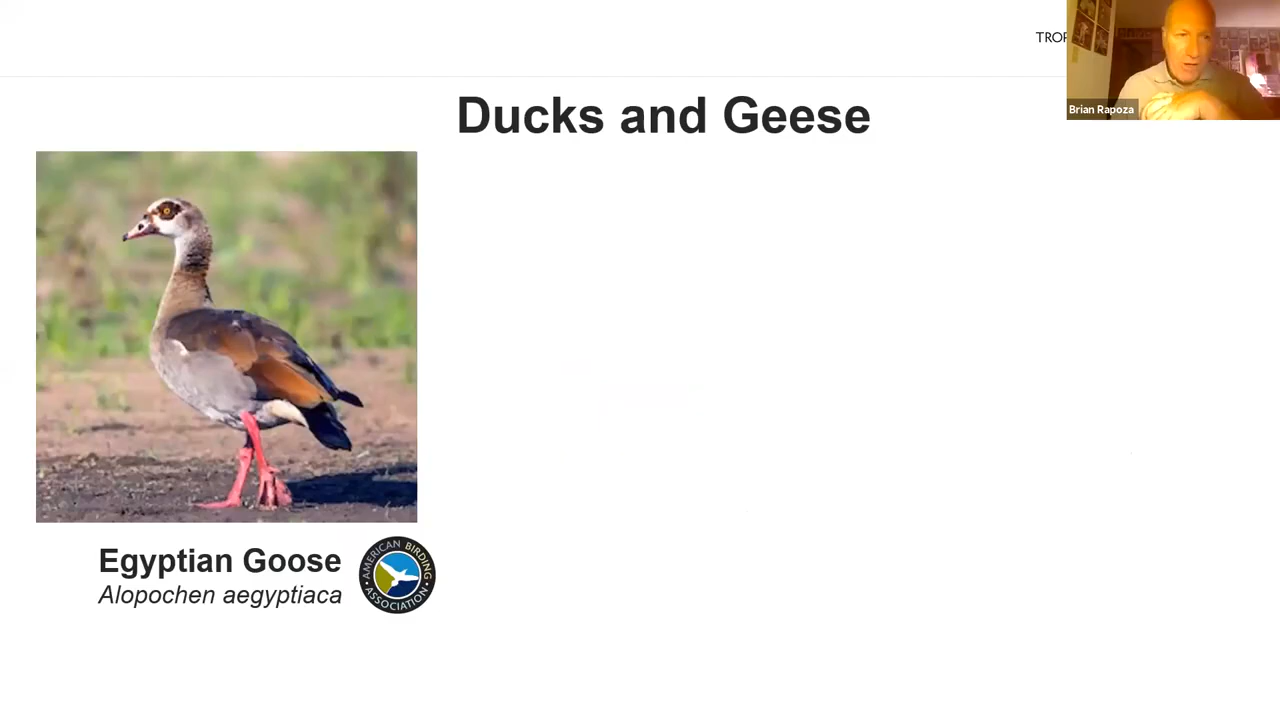 TROP
Brian Rapoza
Ducks and Geese
Egyptian Goose
Alopochen aegyptiaca
AMERICAN BIRDING
ASSOCIATION